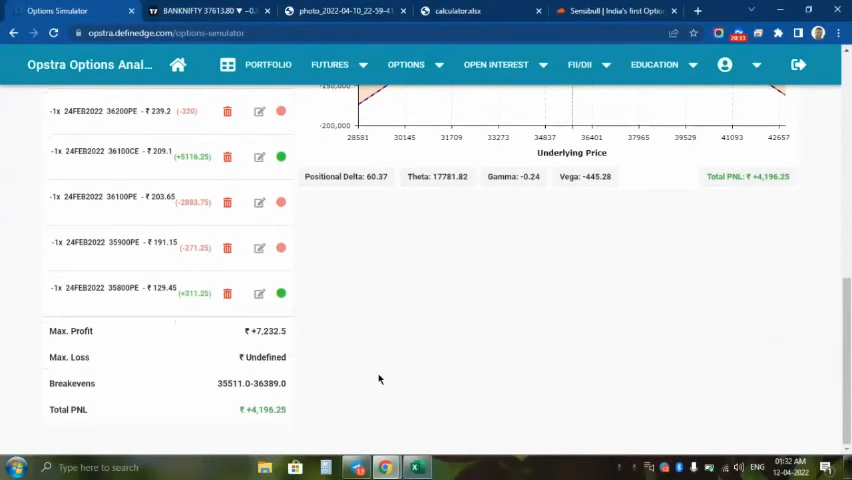 Options Simulator
BANKNIFTY 37613.80 ▼ −0.
photo_2022-04-10_22-59-41
calculator.xlsx
Sensibull | India's first Optio
opstra.definedge.com/options-simulator
Opstra Options Anal...
PORTFOLIO
FUTURES
OPTIONS
OPEN INTEREST
FII/DII
EDUCATION
-150,000
-1x 24FEB2022 36200PE - ₹ 239.2 (-320)
-200,000
28581 30145 31709 33273 34837 36401 37965 39529 41093 42657
Underlying Price
-1x 24FEB2022 36100CE - ₹ 209.1 (+5116.25)
Positional Delta: 60.37 Theta: 17781.82 Gamma: -0.24 Vega: -445.28 Total PNL: ₹ +4,196.25
-1x 24FEB2022 36100PE - ₹ 203.65 (-2883.75)
-1x 24FEB2022 35900PE - ₹ 191.15 (-271.25)
-1x 24FEB2022 35800PE - ₹ 129.45 (+311.25)
Max. Profit ₹ +7,232.5
Max. Loss ₹ Undefined
Breakevens 35511.0-36389.0
Total PNL ₹ +4,196.25
Type here to search
ENG
01:32 AM
12-04-2022